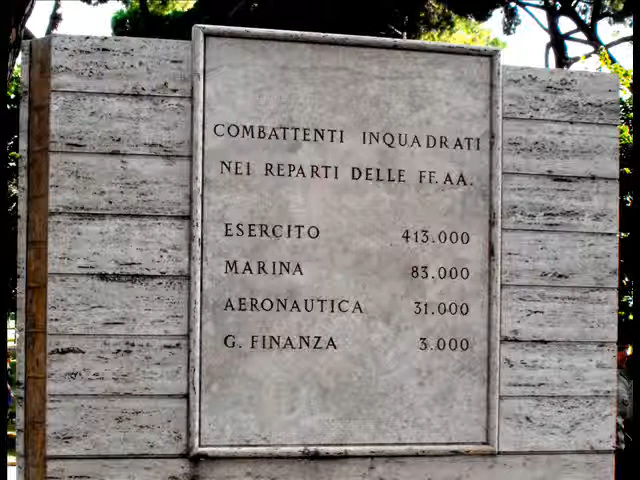 COMBATTENTI INQUADRATI
NEI REPARTI DELLE FF.AA.
ESERCITO 413.000
MARINA 83.000
AERONAUTICA 31.000
G. FINANZA 3.000